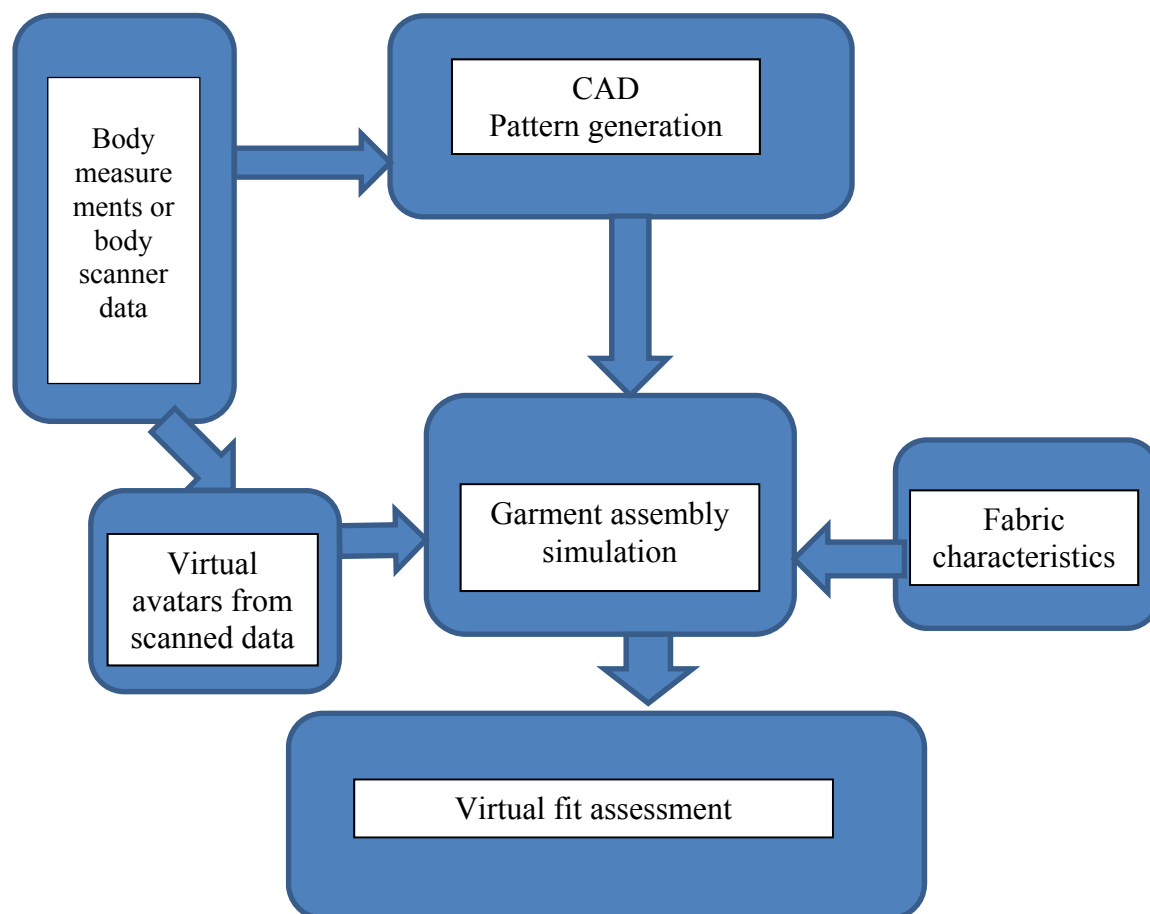 Body
measure
ments or
body
scanner
data
CAD
Pattern generation
Garment assembly
simulation
Fabric
characteristics
Virtual
avatars from
scanned data
Virtual fit assessment